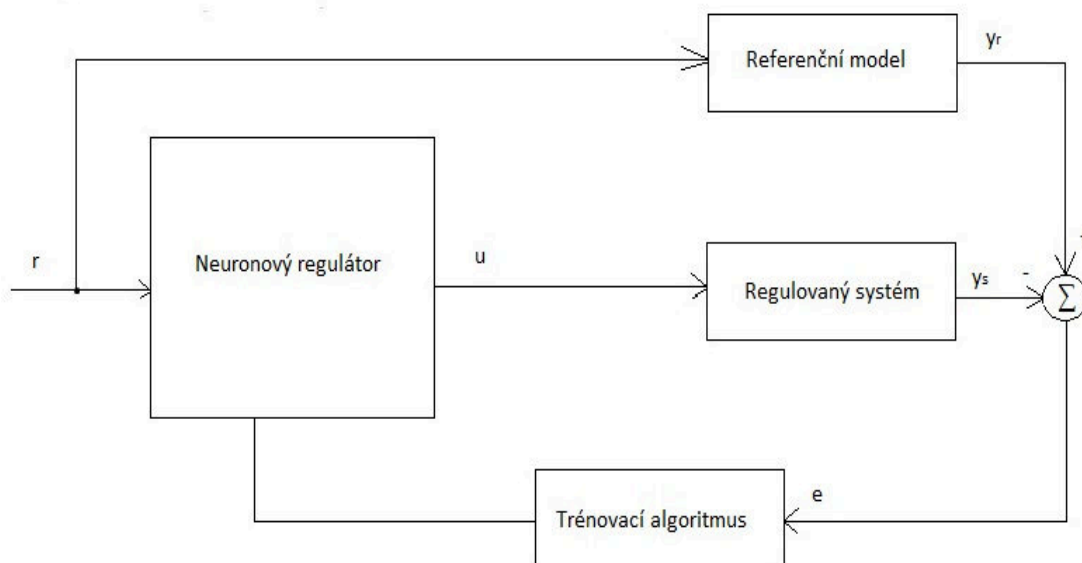 yr
Referenční model
r
Neuronový regulátor
u
Regulovaný systém
ys
-
Σ
e
Trénovací algoritmus